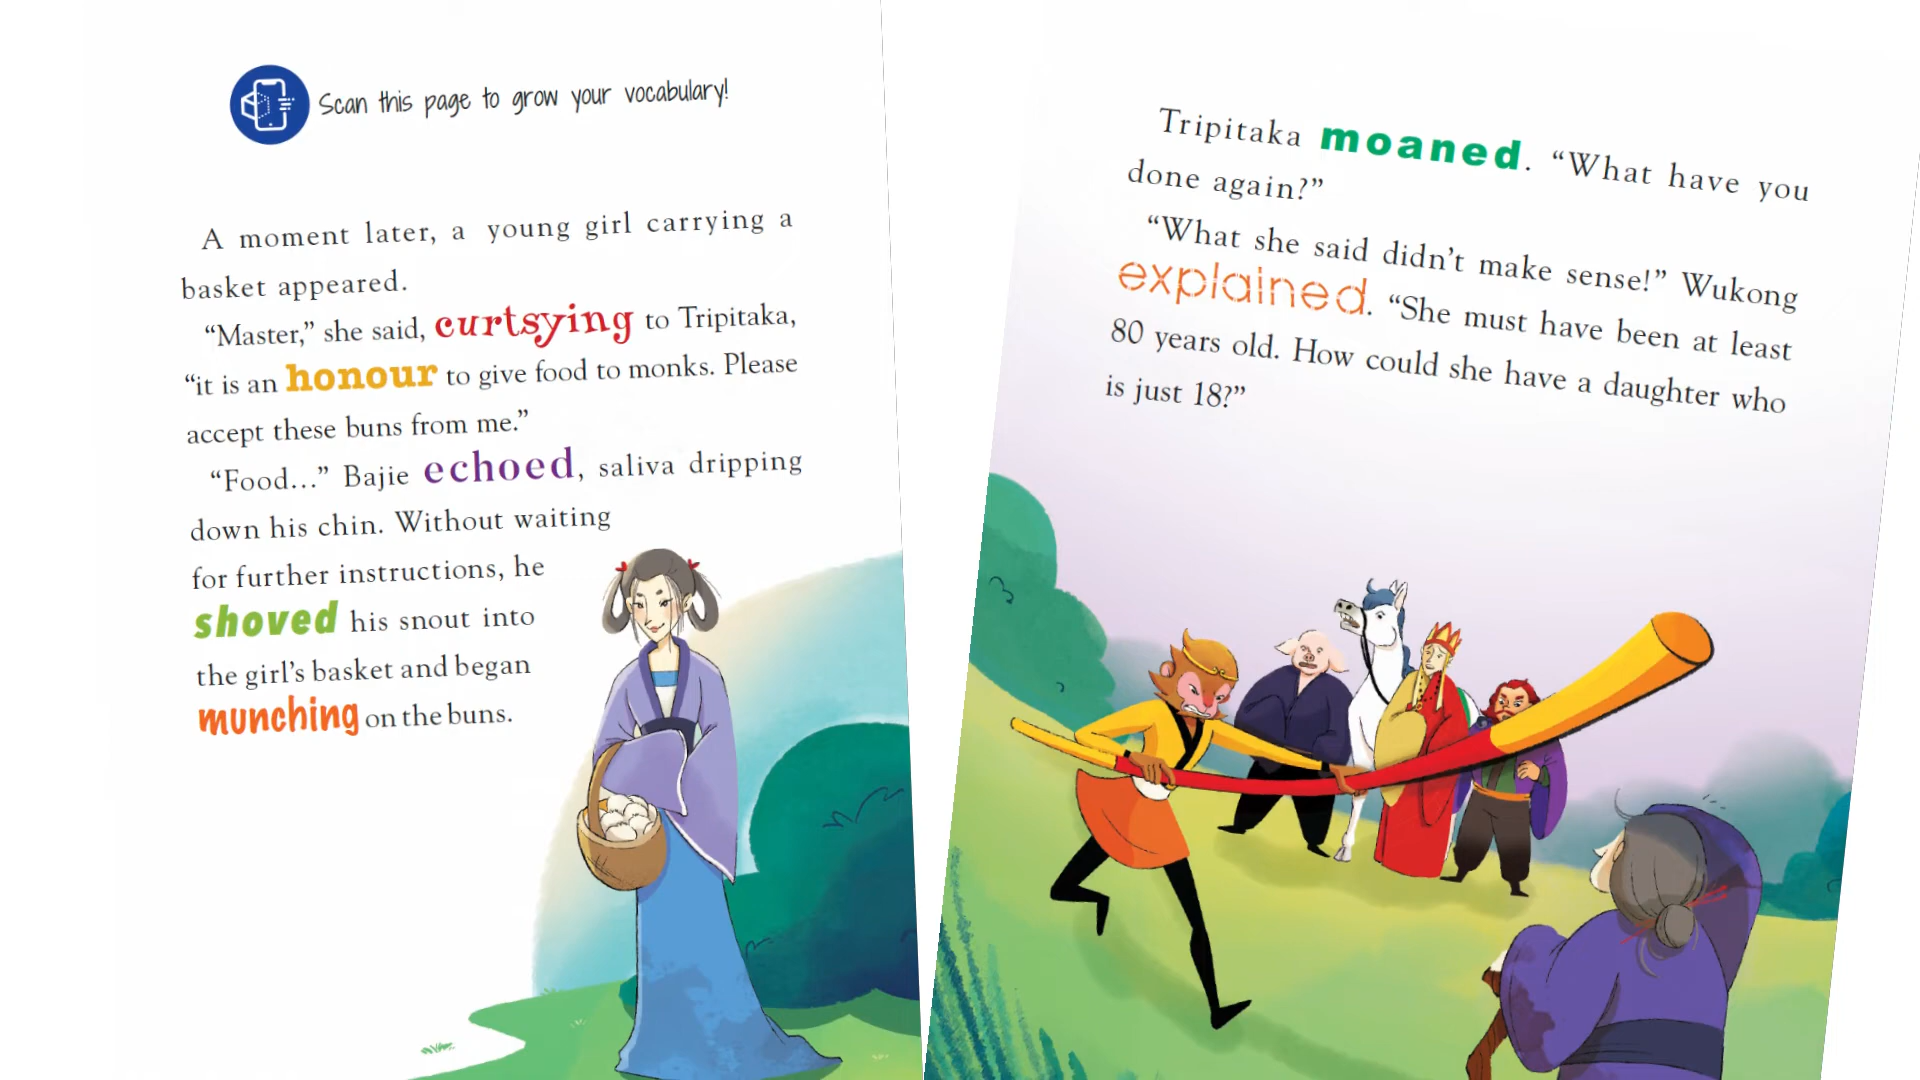 Scan this page to grow your vocabulary!
A moment later, a young girl carrying a
basket appeared.
“Master,” she said, curtsying to Tripitaka,
“it is an honour to give food to monks. Please
accept these buns from me.”
“Food...” Bajie echoed, saliva dripping
down his chin. Without waiting
for further instructions, he
shoved his snout into
the girl’s basket and began
munching on the buns.
Tripitaka moaned. “What have you
done again?”
“What she said didn’t make sense!” Wukong
explained. “She must have been at least
80 years old. How could she have a daughter who
is just 18?”